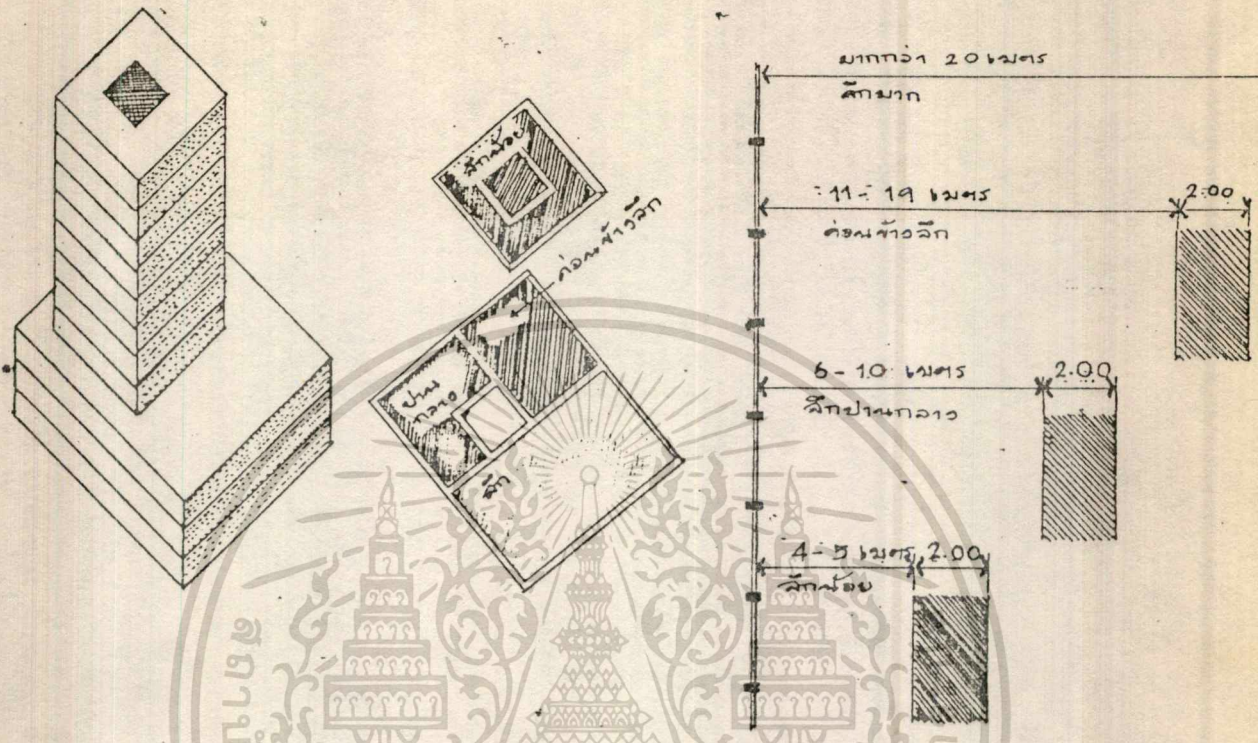 ลึกน้อย
ค่อนข้างลึก
ปาน
กลาง
ลึก
มากกว่า 20 เมตร
ลึกมาก
11-19 เมตร 2.00
ค่อนข้างลึก
6-10 เมตร 2.00
ลึกปานกลาง
4-5 เมตร 2.00
ลึกน้อย